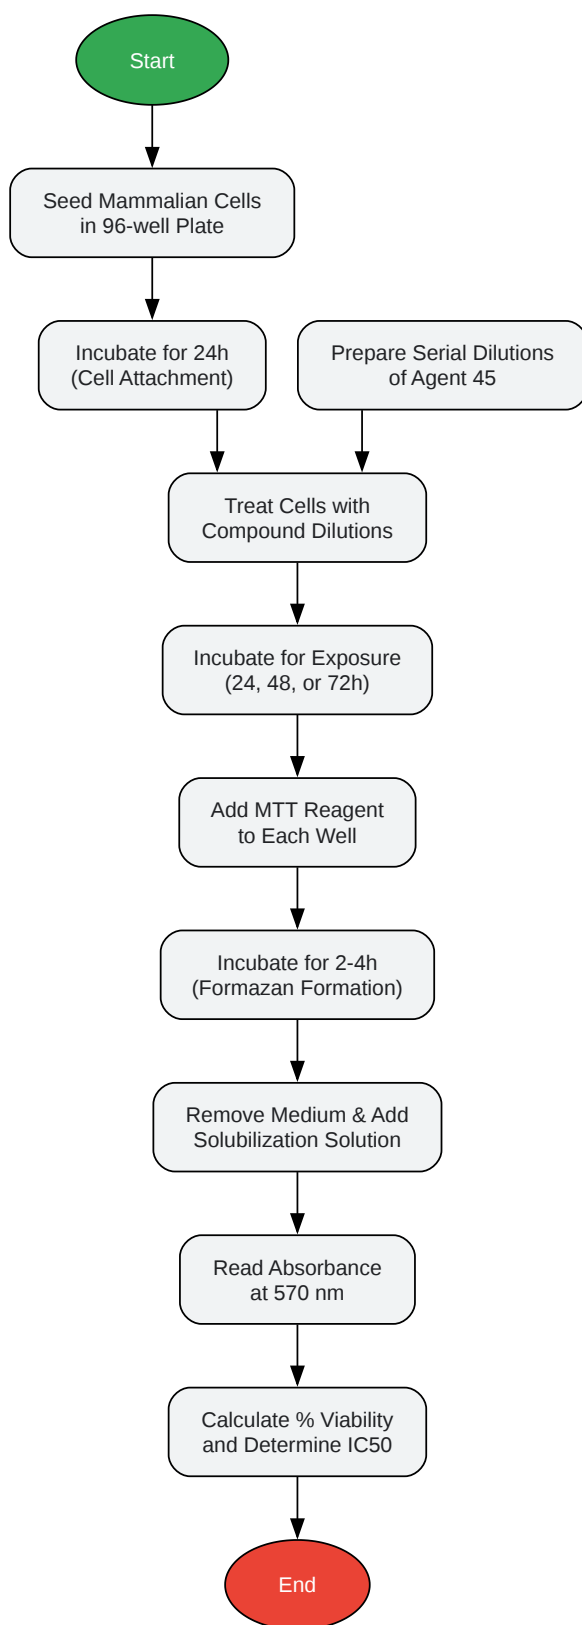 Start
Seed Mammalian Cells
in 96-well Plate
Incubate for 24h
(Cell Attachment)
Prepare Serial Dilutions
of Agent 45
Treat Cells with
Compound Dilutions
Incubate for Exposure
(24, 48, or 72h)
Add MTT Reagent
to Each Well
Incubate for 2-4h
(Formazan Formation)
Remove Medium & Add
Solubilization Solution
Read Absorbance
at 570 nm
Calculate % Viability
and Determine IC50
End